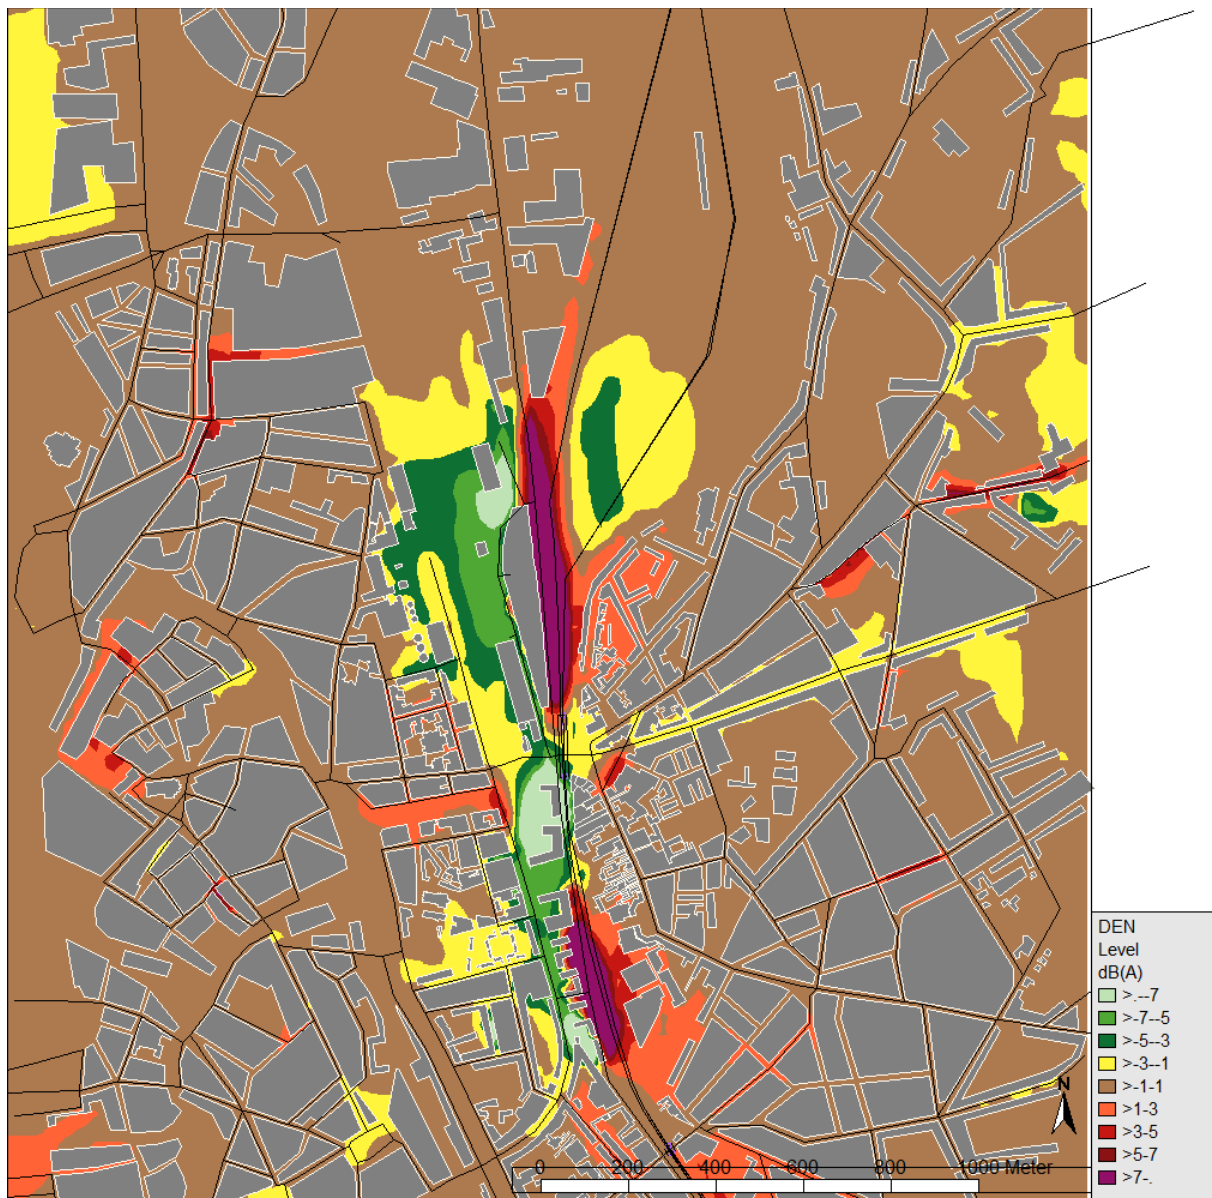 DEN
Level
dB(A)
>.--7
>-7--5
>-5--3
>-3--1
>-1-1
>1-3
>3-5
>5-7
>7-.
N
0 200 400 600 800 1000 Meter